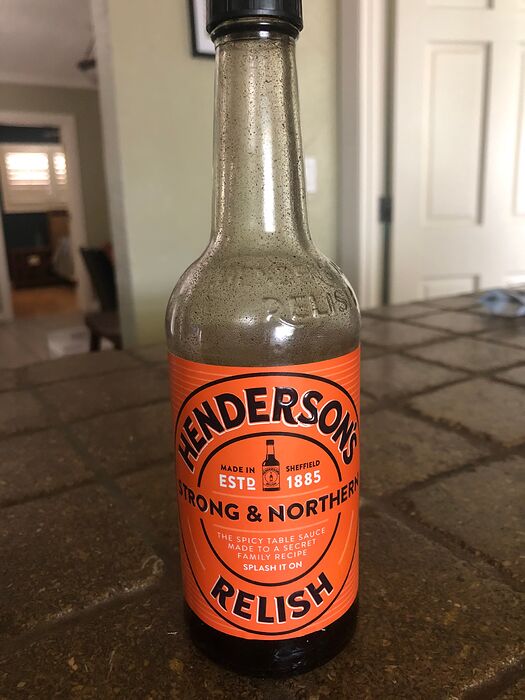 RELISH
HENDERSON'S
MADE IN SHEFFIELD
ESTD 1885
STRONG & NORTHERN
THE SPICY TABLE SAUCE
MADE TO A SECRET
FAMILY RECIPE
SPLASH IT ON
RELISH